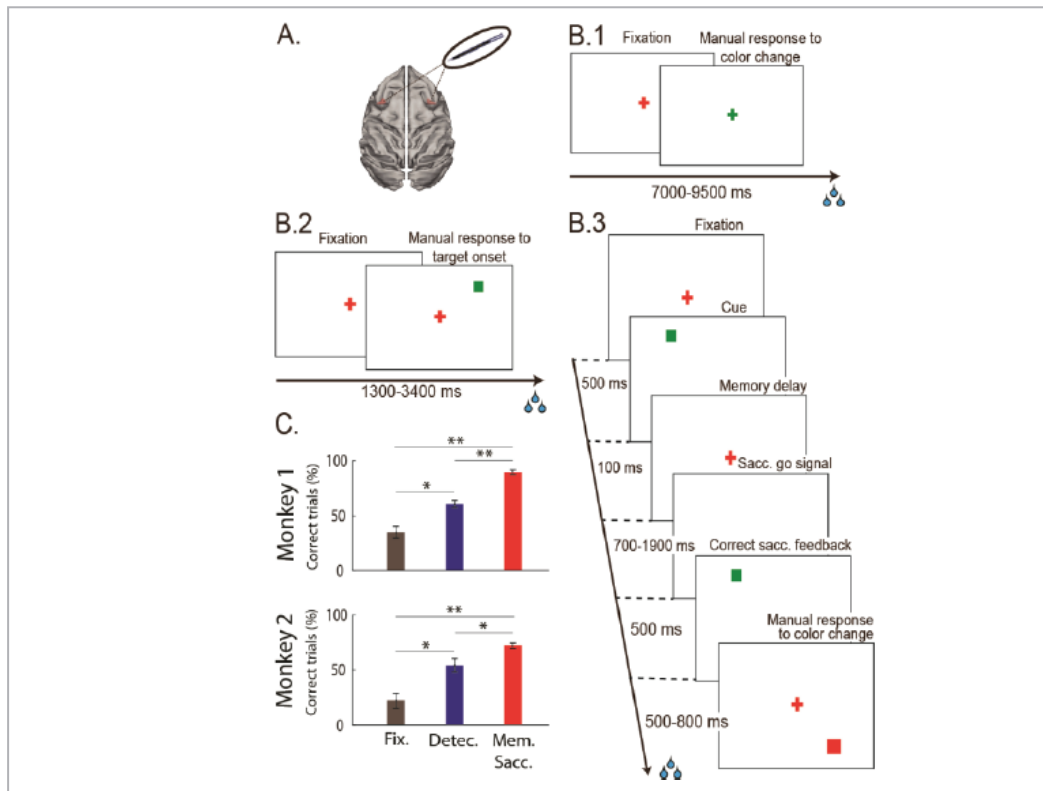 A.
B.1
Fixation
Manual response to
color change
7000-9500 ms
B.2
Fixation
Manual response to
target onset
1300-3400 ms
B.3
Fixation
Cue
500 ms
Memory delay
100 ms
Sacc. go signal
700-1900 ms
Correct sacc. feedback
500 ms
Manual response
to color change
500-800 ms
C.
Monkey 1
Correct trials (%)
100
50
0
**
**
*
Monkey 2
Correct trials (%)
100
50
0
**
*
*
Fix.
Detec.
Mem.
Sacc.